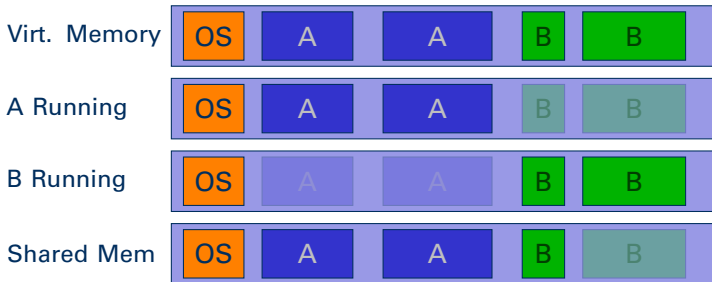 Virt. Memory OS A A B B
A Running OS A A B B
B Running OS A A B B
Shared Mem OS A A B B